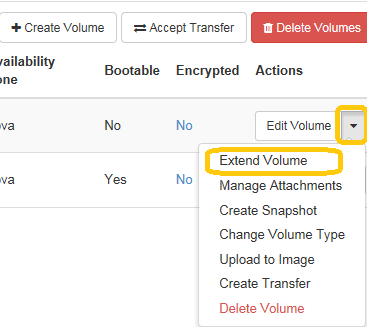 Create Volume Accept Transfer Delete Volumes
vailability
one Bootable Encrypted Actions
ova No No Edit Volume
Extend Volume
ova Yes No Manage Attachments
Create Snapshot
Change Volume Type
Upload to Image
Create Transfer
Delete Volume